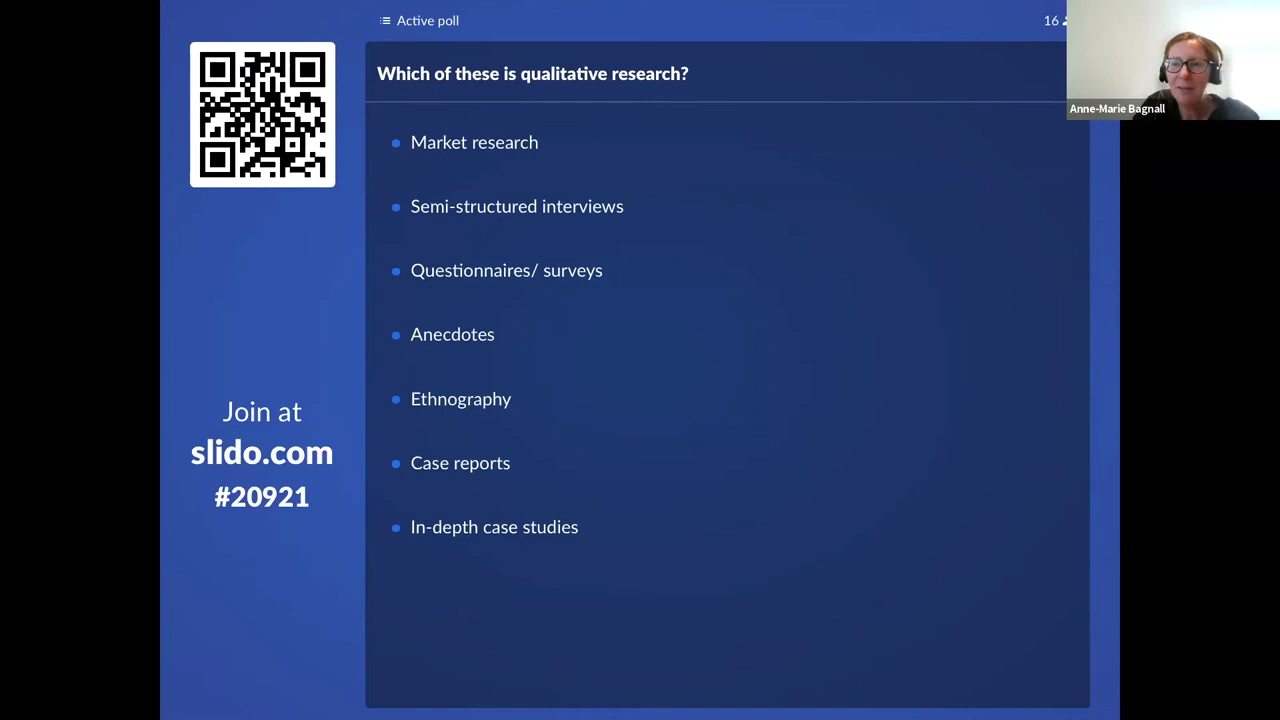 Active poll
16
Which of these is qualitative research?
Market research
Semi-structured interviews
Questionnaires/ surveys
Anecdotes
Ethnography
Case reports
In-depth case studies
Join at
slido.com
#20921
Anne-Marie Bagnall